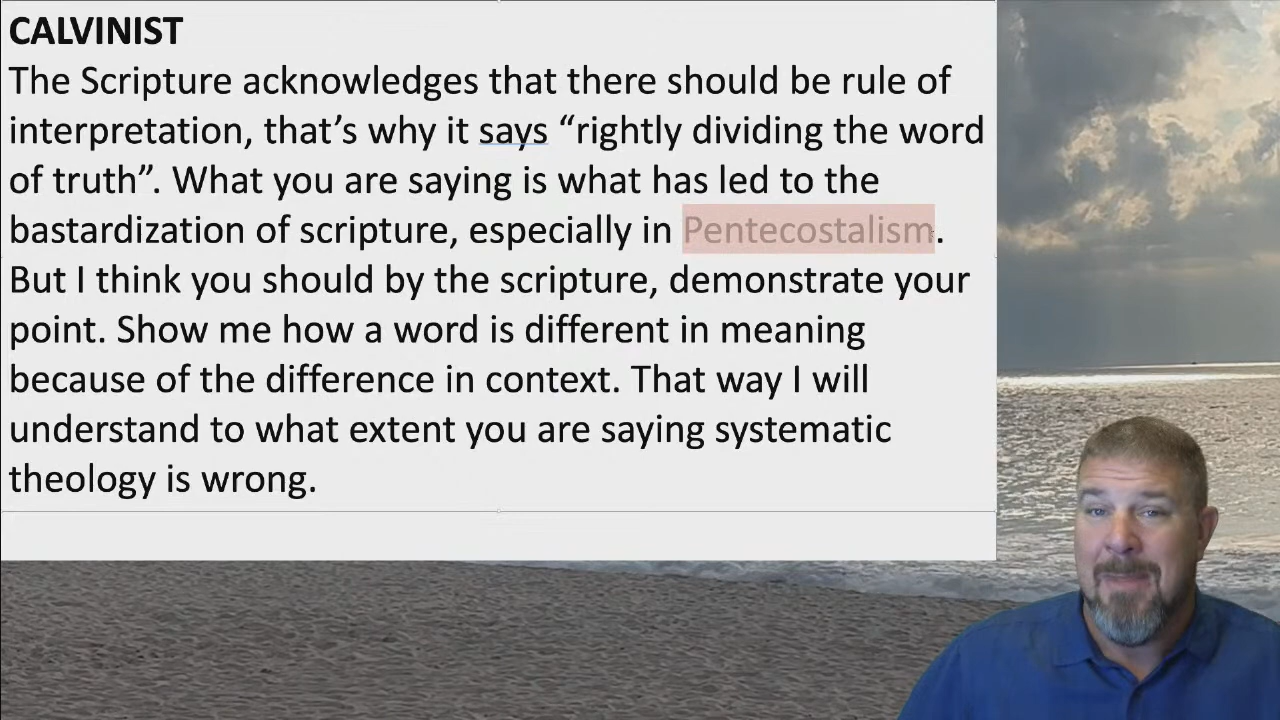 CALVINIST
The Scripture acknowledges that there should be rule of
interpretation, that’s why it says “rightly dividing the word
of truth”. What you are saying is what has led to the
bastardization of scripture, especially in Pentecostalism.
But I think you should by the scripture, demonstrate your
point. Show me how a word is different in meaning
because of the difference in context. That way I will
understand to what extent you are saying systematic
theology is wrong.